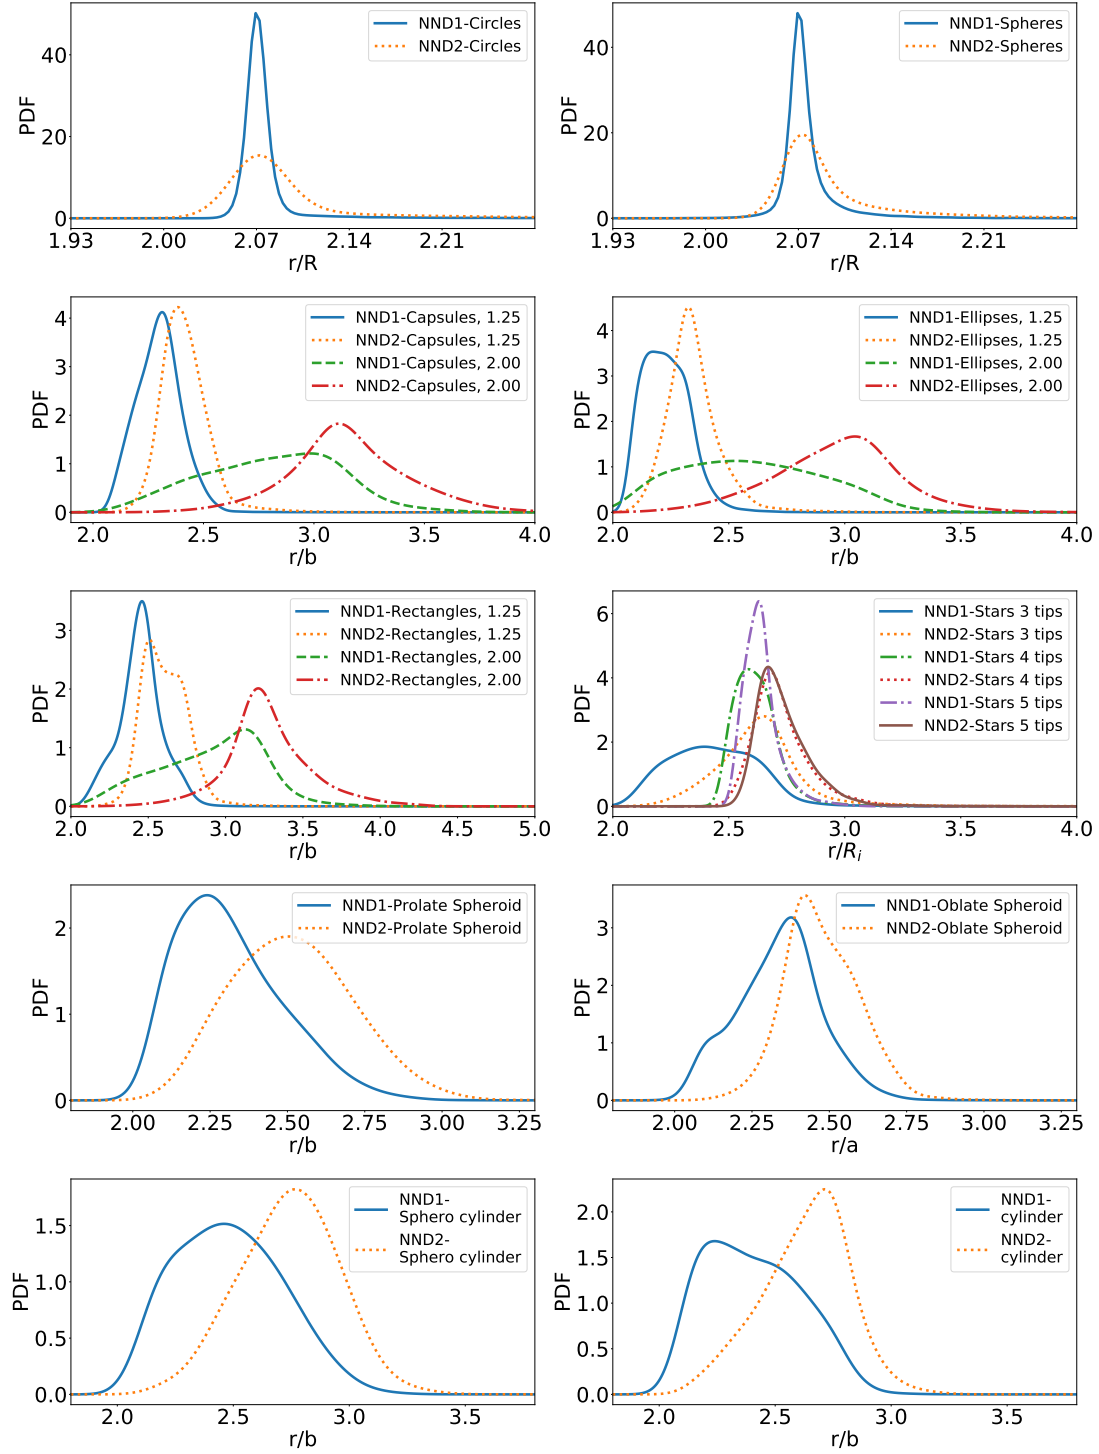 NND1-Circles
NND2-Circles
40
20
0
PDF
1.93 2.00 2.07 2.14 2.21
r/R
NND1-Spheres
NND2-Spheres
40
20
0
PDF
1.93 2.00 2.07 2.14 2.21
r/R
NND1-Capsules, 1.25
NND2-Capsules, 1.25
NND1-Capsules, 2.00
NND2-Capsules, 2.00
4
3
2
1
0
PDF
2.0 2.5 3.0 3.5 4.0
r/b
NND1-Ellipses, 1.25
NND2-Ellipses, 1.25
NND1-Ellipses, 2.00
NND2-Ellipses, 2.00
4
3
2
1
0
PDF
2.0 2.5 3.0 3.5 4.0
r/b
NND1-Rectangles, 1.25
NND2-Rectangles, 1.25
NND1-Rectangles, 2.00
NND2-Rectangles, 2.00
3
2
1
0
PDF
2.0 2.5 3.0 3.5 4.0 4.5 5.0
r/b
NND1-Stars 3 tips
NND2-Stars 3 tips
NND1-Stars 4 tips
NND2-Stars 4 tips
NND1-Stars 5 tips
NND2-Stars 5 tips
6
4
2
0
PDF
2.0 2.5 3.0 3.5 4.0
r/R_i
NND1-Prolate Spheroid
NND2-Prolate Spheroid
2
1
0
PDF
2.00 2.25 2.50 2.75 3.00 3.25
r/b
NND1-Oblate Spheroid
NND2-Oblate Spheroid
3
2
1
0
PDF
2.00 2.25 2.50 2.75 3.00 3.25
r/a
NND1-
Sphero cylinder
NND2-
Sphero cylinder
1.5
1.0
0.5
0.0
PDF
2.0 2.5 3.0 3.5
r/b
NND1-
cylinder
NND2-
cylinder
2.0
1.5
1.0
0.5
0.0
PDF
2.0 2.5 3.0 3.5
r/b